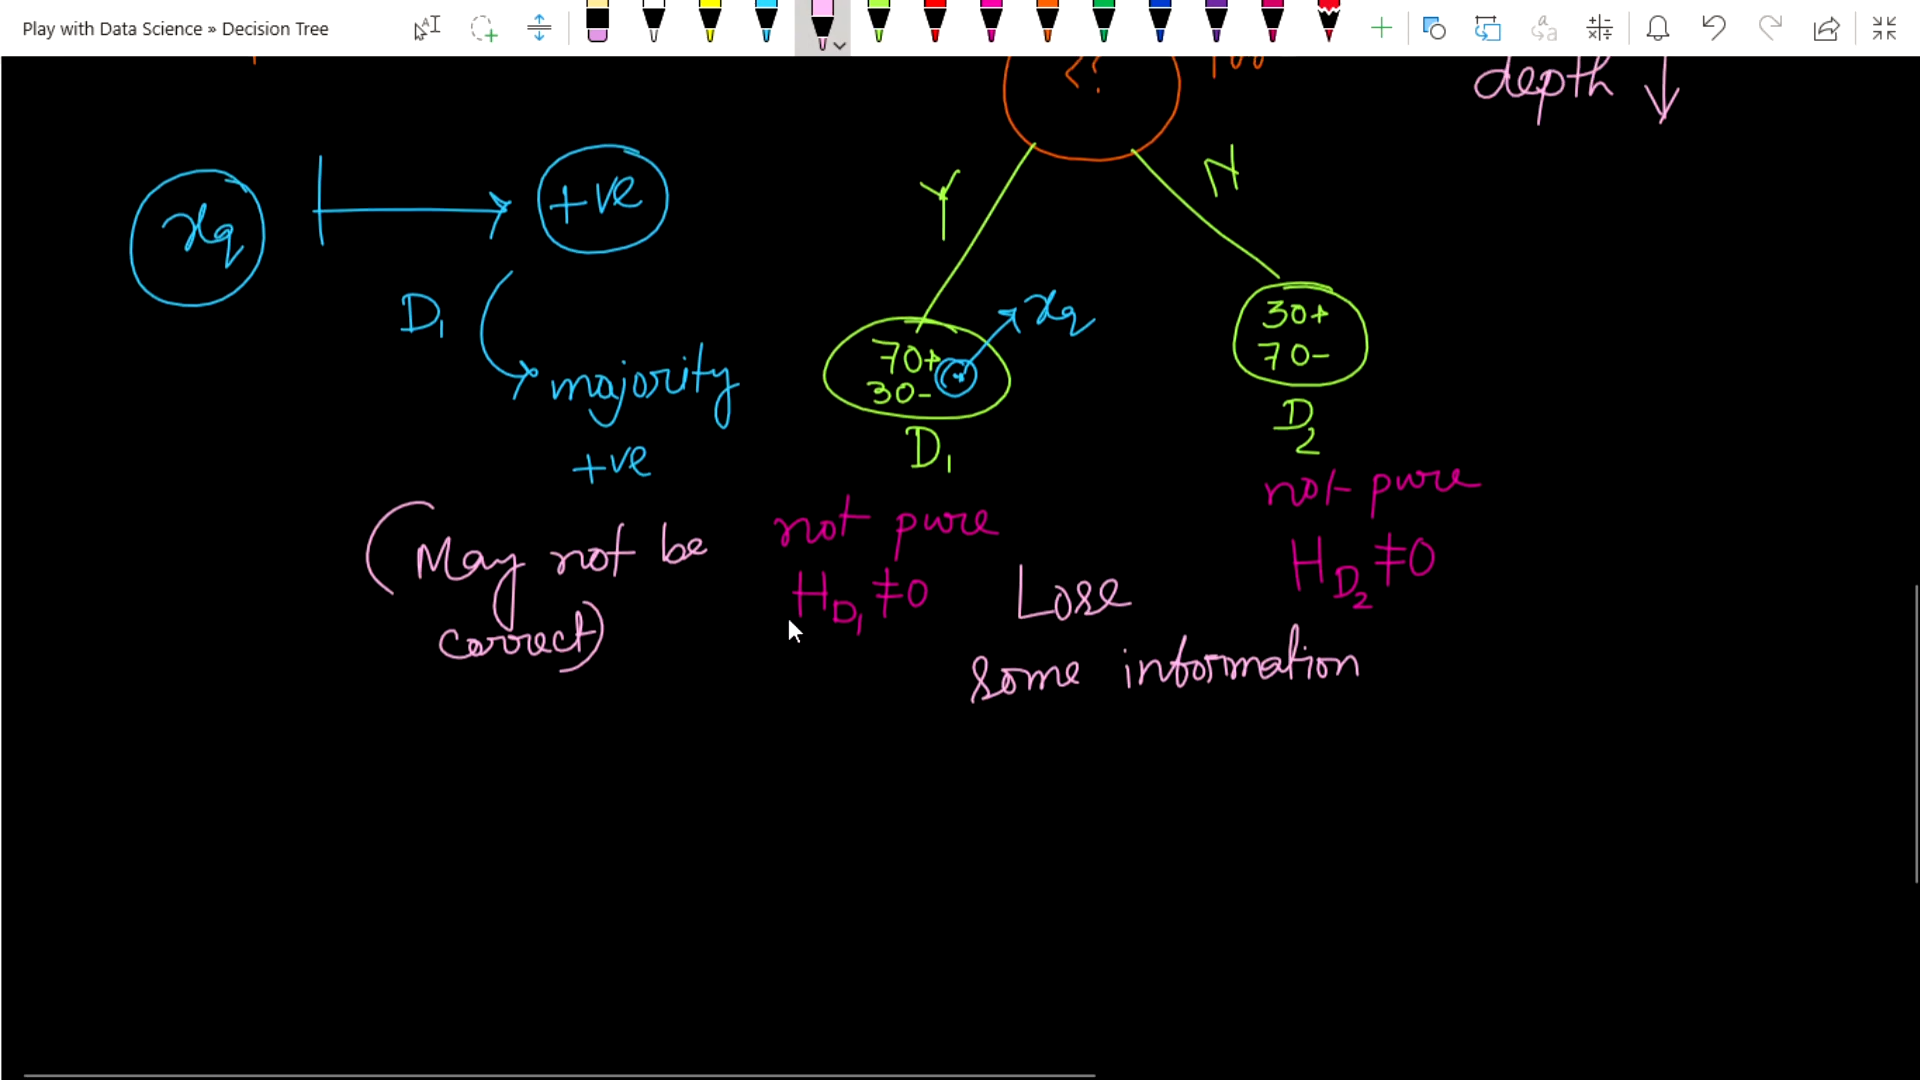 Play with Data Science » Decision Tree
<?
100
depth ↓
xq
+ve
Y
N
D1
majority
+ve
70+
30-
xq
D1
30+
70-
D2
(May not be
correct)
not pure
HD1 ≠0
not pure
HD2 ≠0
Lose
some information